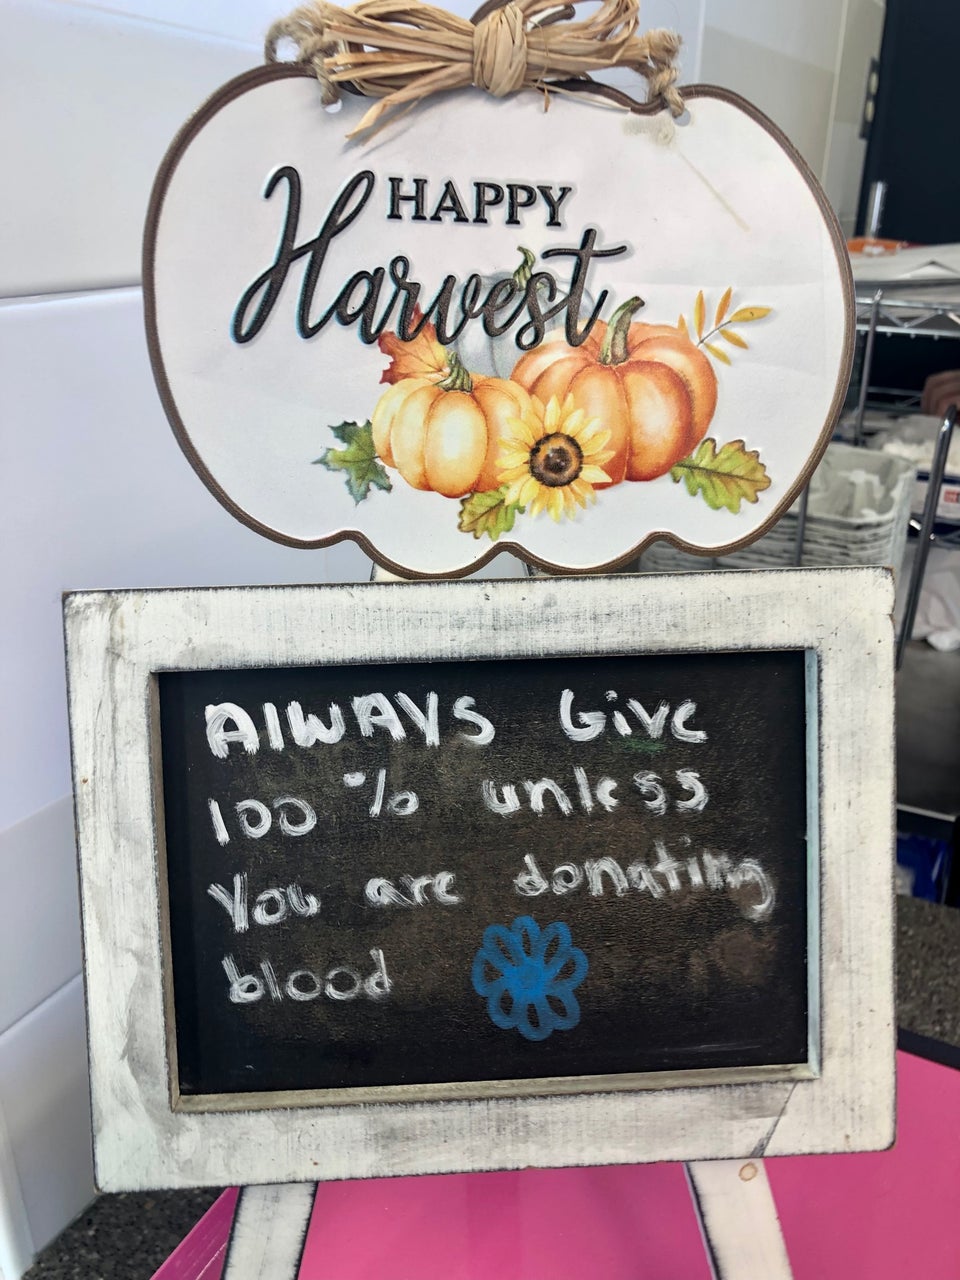 HAPPY
Harvest
AlWAYS Give
100 % unless
You are donating
blood